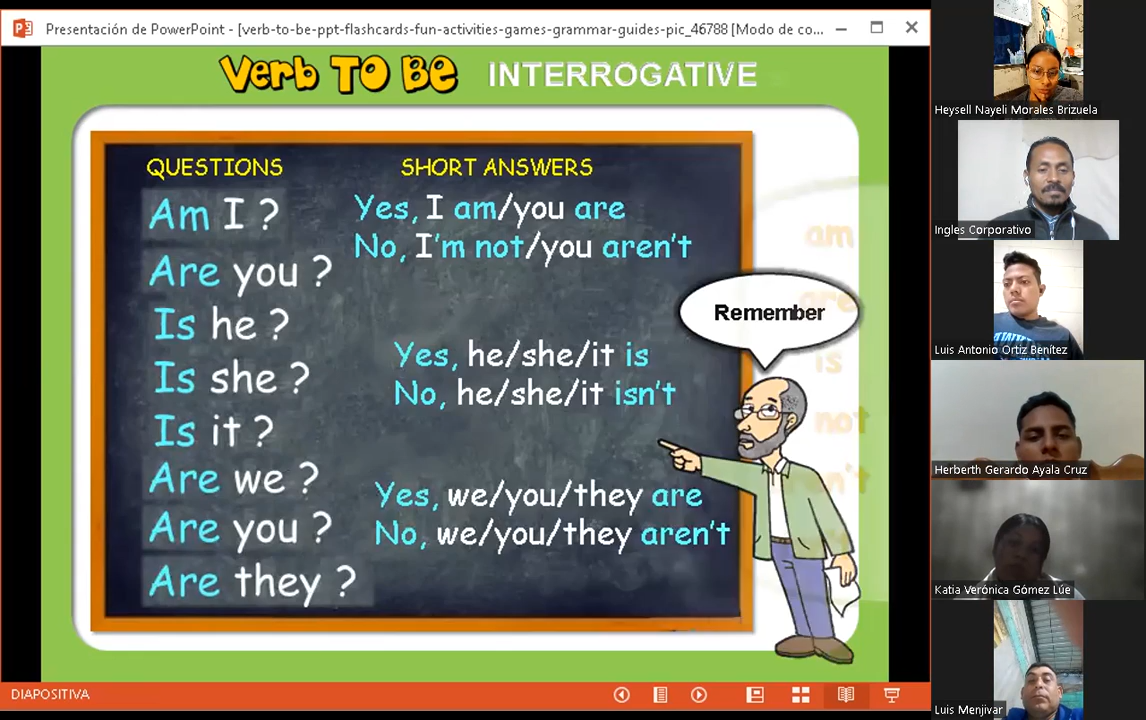 Presentación de PowerPoint - [verb-to-be-ppt-flashcards-fun-activities-games-grammar-guides-pic_46788 [Modo de co...
Verb TO Be INTERROGATIVE
QUESTIONS
SHORT ANSWERS
Am I ?
Yes, I am/you are
No, I'm not/you aren't
Are you ?
Is he ?
Is she ?
Is it ?
Yes, he/she/it is
No, he/she/it isn't
Are we ?
Are you ?
Are they ?
Yes, we/you/they are
No, we/you/they aren't
Remember
am
are
is
not
DIAPOSITIVA
Heysell Nayeli Morales Brizuela
Ingles Corporativo
Luis Antonio Ortiz Benítez
Herberth Gerardo Ayala Cruz
Katia Verónica Gómez Lúe
Luis Menjivar